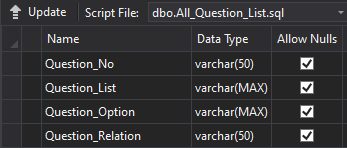 Update Script File: dbo.All_Question_List.sql
Name Data Type Allow Nulls
Question_No varchar(50)
Question_List varchar(MAX)
Question_Option varchar(MAX)
Question_Relation varchar(50)